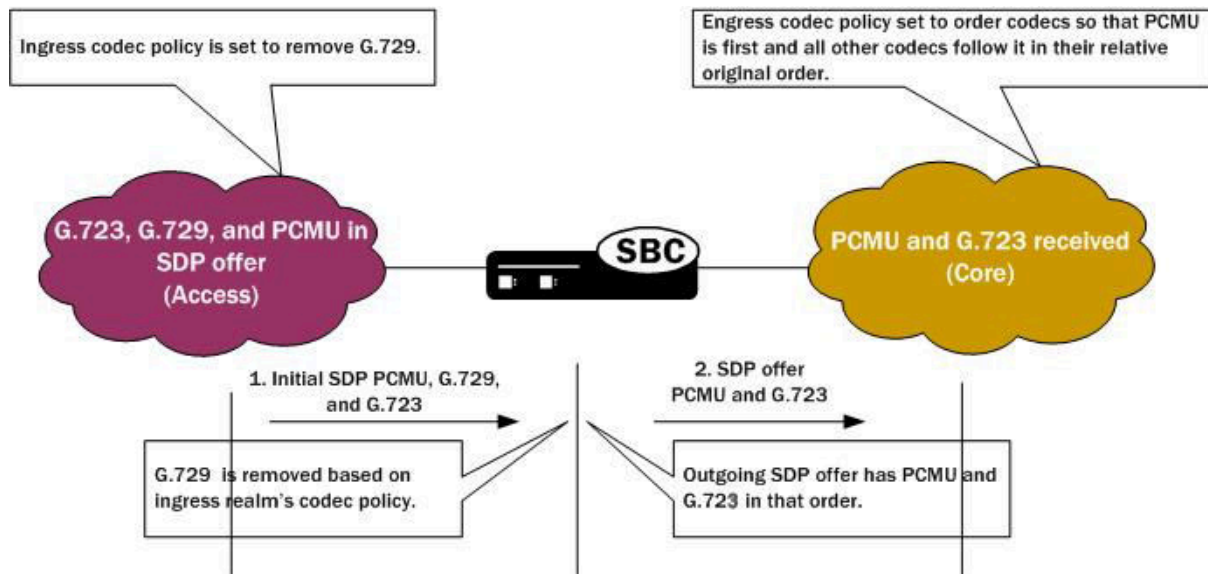 Ingress codec policy is set to remove G.729.
Engress codec policy set to order codecs so that PCMU
is first and all other codecs follow it in their relative
original order.
G.723, G.729, and PCMU in
SDP offer
(Access)
SBC
PCMU and G.723 received
(Core)
1. Initial SDP PCMU, G.729,
and G.723
2. SDP offer
PCMU and G.723
G.729 is removed based on
ingress realm's codec policy.
Outgoing SDP offer has PCMU and
G.723 in that order.